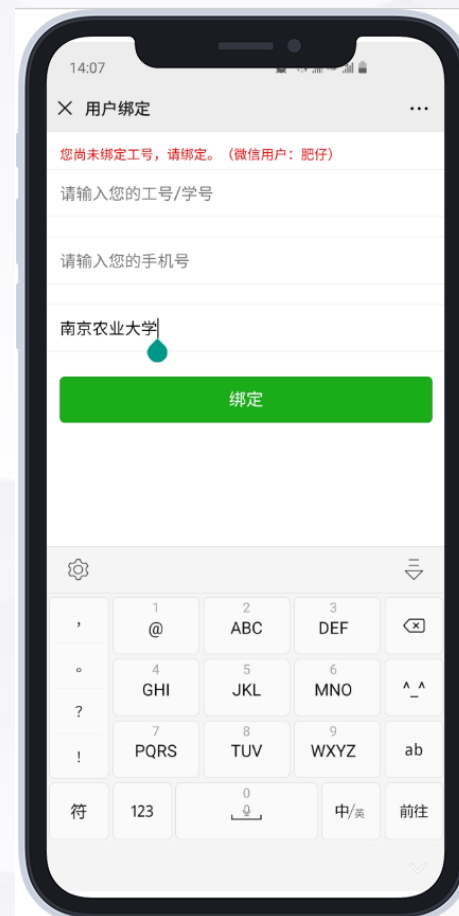 14:07
用户绑定
您尚未绑定工号，请绑定。（微信用户：肥仔）
请输入您的工号/学号
请输入您的手机号
南京农业大学
绑定
， 1 2 3
@ ABC DEF
。 4 5 6
GHI JKL MNO ^_^
？ 7 8 9
！ PQRS TUV WXYZ ab
0
符 123 中/英 前往